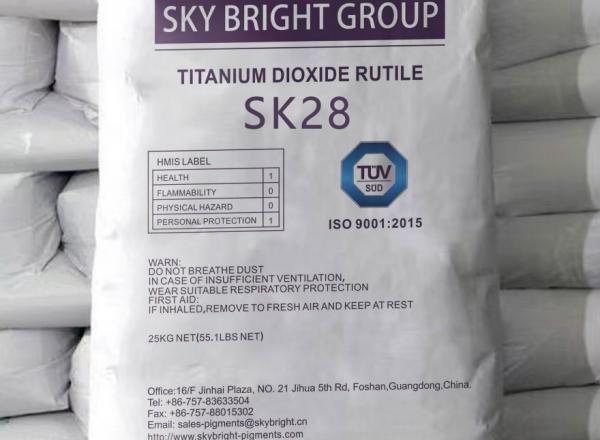 SKY BRIGHT GROUP
TITANIUM DIOXIDE RUTILE
SK28
HMIS LABEL
HEALTH 1
FLAMMABILITY 0
PHYSICAL HAZARD 0
PERSONAL PROTECTION 1
TÜV
SÜD
ISO 9001:2015
WARN:
DO NOT BREATHE DUST
IN CASE OF INSUFFICIENT VENTILATION,
WEAR SUITABLE RESPIRATORY PROTECTION
FIRST AID:
IF INHALED,REMOVE TO FRESH AIR AND KEEP AT REST
25KG NET(55.1LBS NET)
Office:16/F Jinhai Plaza, NO. 21 Jihua 5th Rd, Foshan,Guangdong,China.
Tel: +86-757-83633504
Fax: +86-757-88015302
Email: sales-pigments@skybright.cn
http://www.skybright-pigments.com